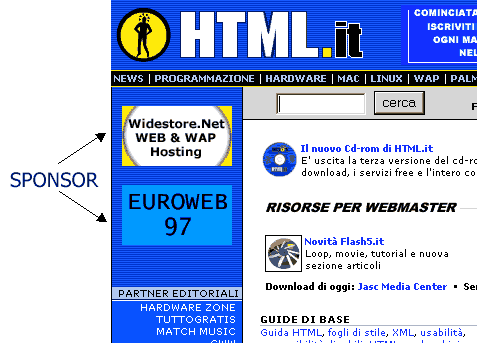 HTML.it
COMINCIATA
ISCRIVITI
OGNI MA
NEL
NEWS | PROGRAMMAZIONE | HARDWARE | MAC | LINUX | WAP | PALM
SPONSOR
Widestore.Net
WEB & WAP
Hosting
EUROWEB
97
PARTNER EDITORIALI
HARDWARE ZONE
TUTTOGRATIS
MATCH MUSIC
cerca
Il nuovo Cd-rom di HTML.it
E' uscita la terza versione del cd-ro
download, i servizi free e l'intero co
RISORSE PER WEBMASTER
Novità Flash5.it
Loop, movie, tutorial e nuova
sezione articoli
Download di oggi: Jasc Media Center • Ser
GUIDE DI BASE
Guida HTML, fogli di stile, XML, usabilità,